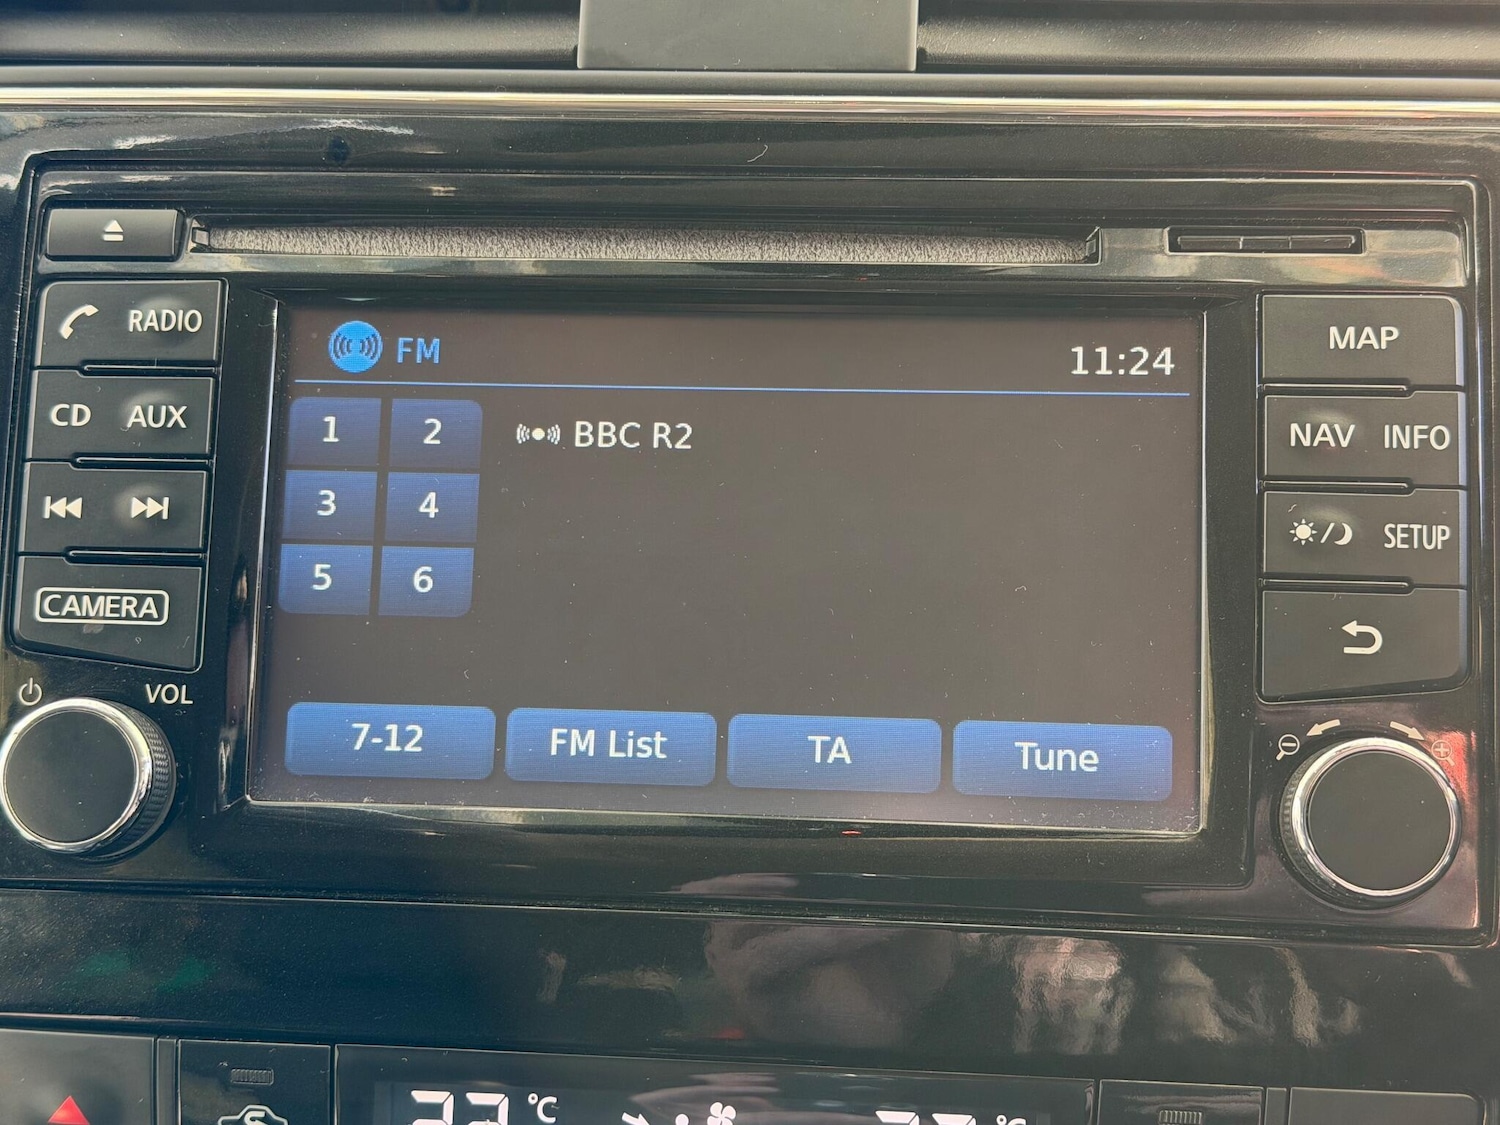 FM
11:24
RADIO
MAP
1 2
BBC R2
CD AUX
NAV INFO
3 4
SETUP
5 6
CAMERA
VOL
7-12
FM List
TA
Tune
°C
°C